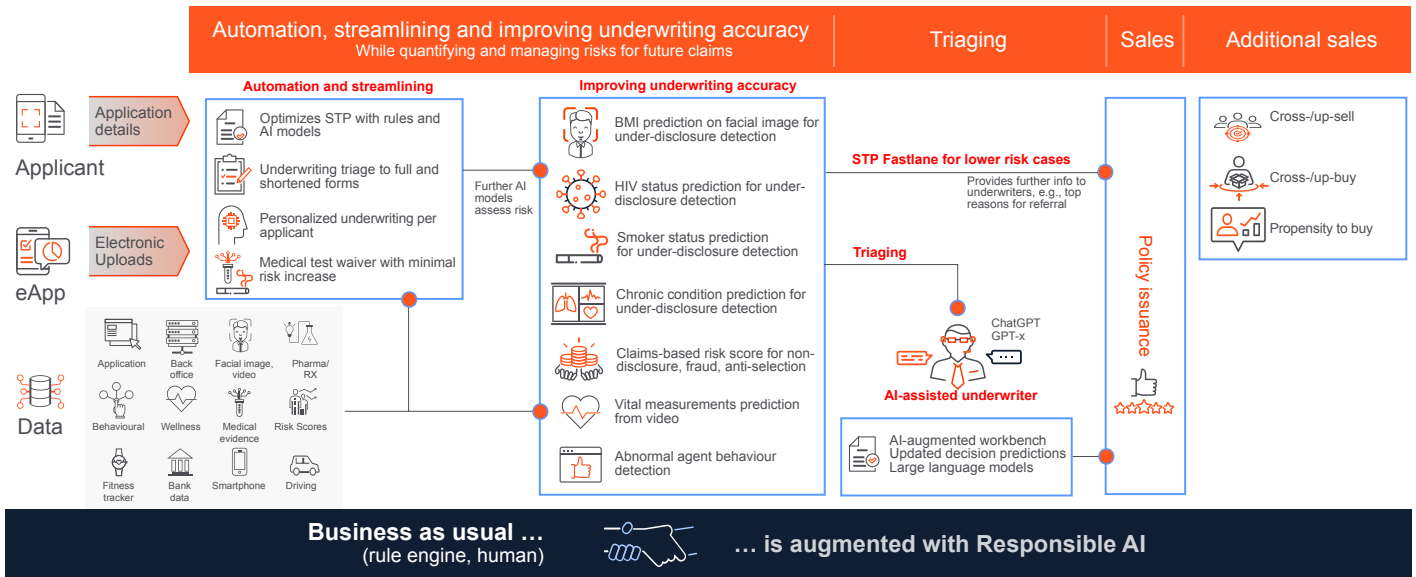 Automation, streamlining and improving underwriting accuracy
While quantifying and managing risks for future claims
Triaging
Sales
Additional sales
Automation and streamlining
Improving underwriting accuracy
Application
details
Applicant
Electronic
Uploads
eApp
Data
Optimizes STP with rules and
AI models
Underwriting triage to full and
shortened forms
Personalized underwriting per
applicant
Medical test waiver with minimal
risk increase
Further AI
models
assess risk
Application
Back
office
Facial image,
video
Pharma/
RX
Behavioural
Wellness
Medical
evidence
Risk Scores
Fitness
tracker
Bank
data
Smartphone
Driving
BMI prediction on facial image for
under-disclosure detection
HIV status prediction for under-
disclosure detection
Smoker status prediction
for under-disclosure detection
Chronic condition prediction for
under-disclosure detection
Claims-based risk score for non-
disclosure, fraud, anti-selection
Vital measurements prediction
from video
Abnormal agent behaviour
detection
STP Fastlane for lower risk cases
Provides further info to
underwriters, e.g., top
reasons for referral
Triaging
ChatGPT
GPT-x
AI-assisted underwriter
AI-augmented workbench
Updated decision predictions
Large language models
Policy issuance
Cross-/up-sell
Cross-/up-buy
Propensity to buy
Business as usual ...
(rule engine, human)
... is augmented with Responsible AI